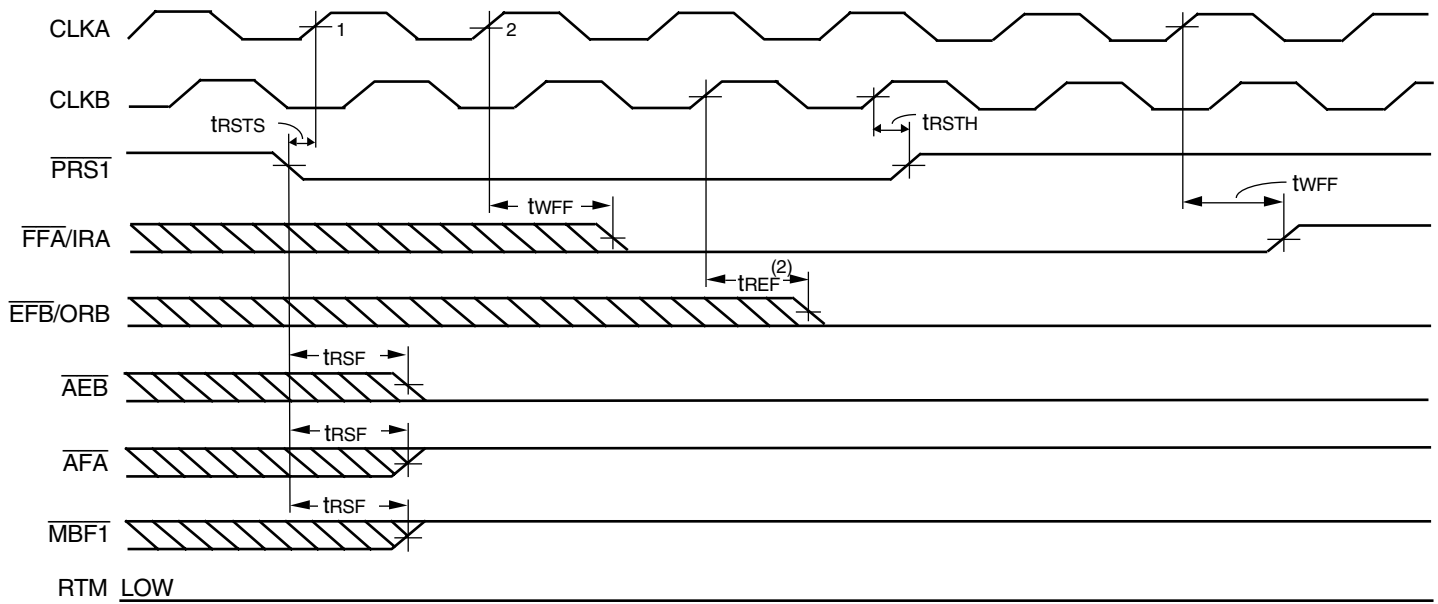 CLKA 1 2
CLKB
tRSTS tRSTH
PRS1
tWFF tWFF
FFA/IRA
tREF(2)
EFB/ORB
tRSF
AEB
tRSF
AFA
tRSF
MBF1
RTM LOW